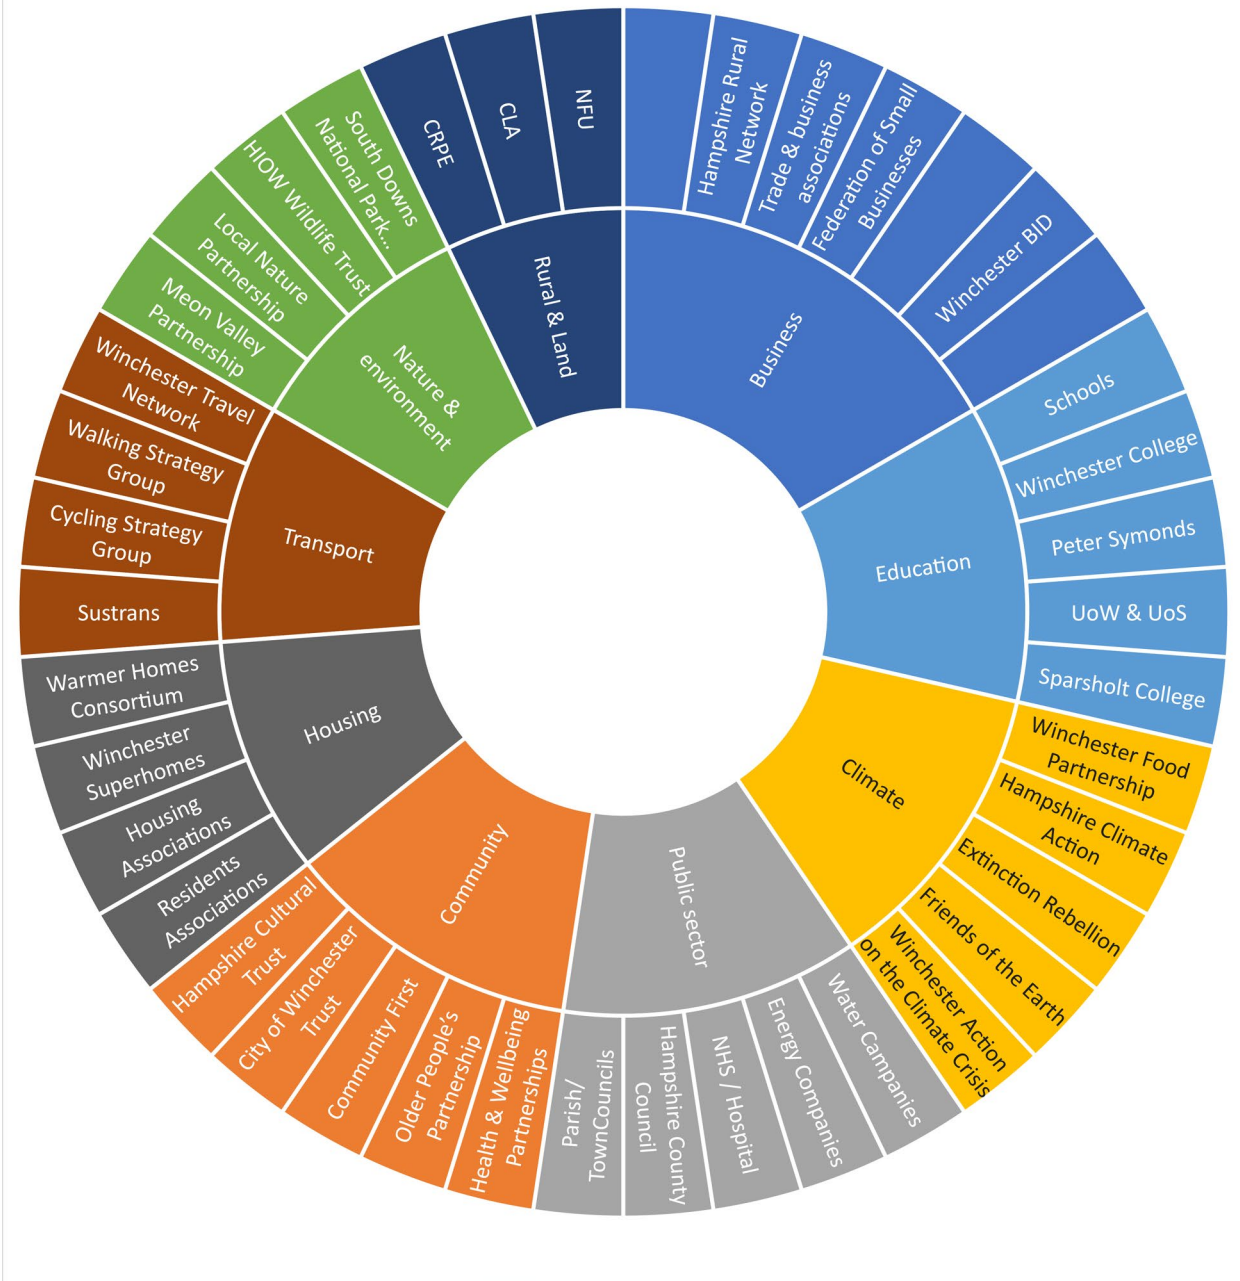 Business
Hampshire Rural
Network
Trade & business
associations
Federation of Small
Businesses
Winchester BID
Education
Schools
Winchester College
Peter Symonds
UoW & UoS
Sparsholt College
Climate
Winchester Food
Partnership
Hampshire Climate
Action
Extinction Rebellion
Friends of the Earth
Winchester Action
on the Climate Crisis
Public sector
Water Campanies
Energy Companies
NHS / Hospital
Hampshire County
Council
Parish/
TownCouncils
Community
Health & Wellbeing
Partnerships
Older People's
Partnership
Community First
City of Winchester
Trust
Hampshire Cultural
Trust
Housing
Residents
Associations
Housing
Associations
Winchester
Superhomes
Warmer Homes
Consortium
Transport
Sustrans
Cycling Strategy
Group
Walking Strategy
Group
Winchester Travel
Network
Nature &
environment
Meon Valley
Partnership
Local Nature
Partnership
HIOW Wildlife Trust
South Downs
National Park...
Rural & Land
CRPE
CLA
NFU